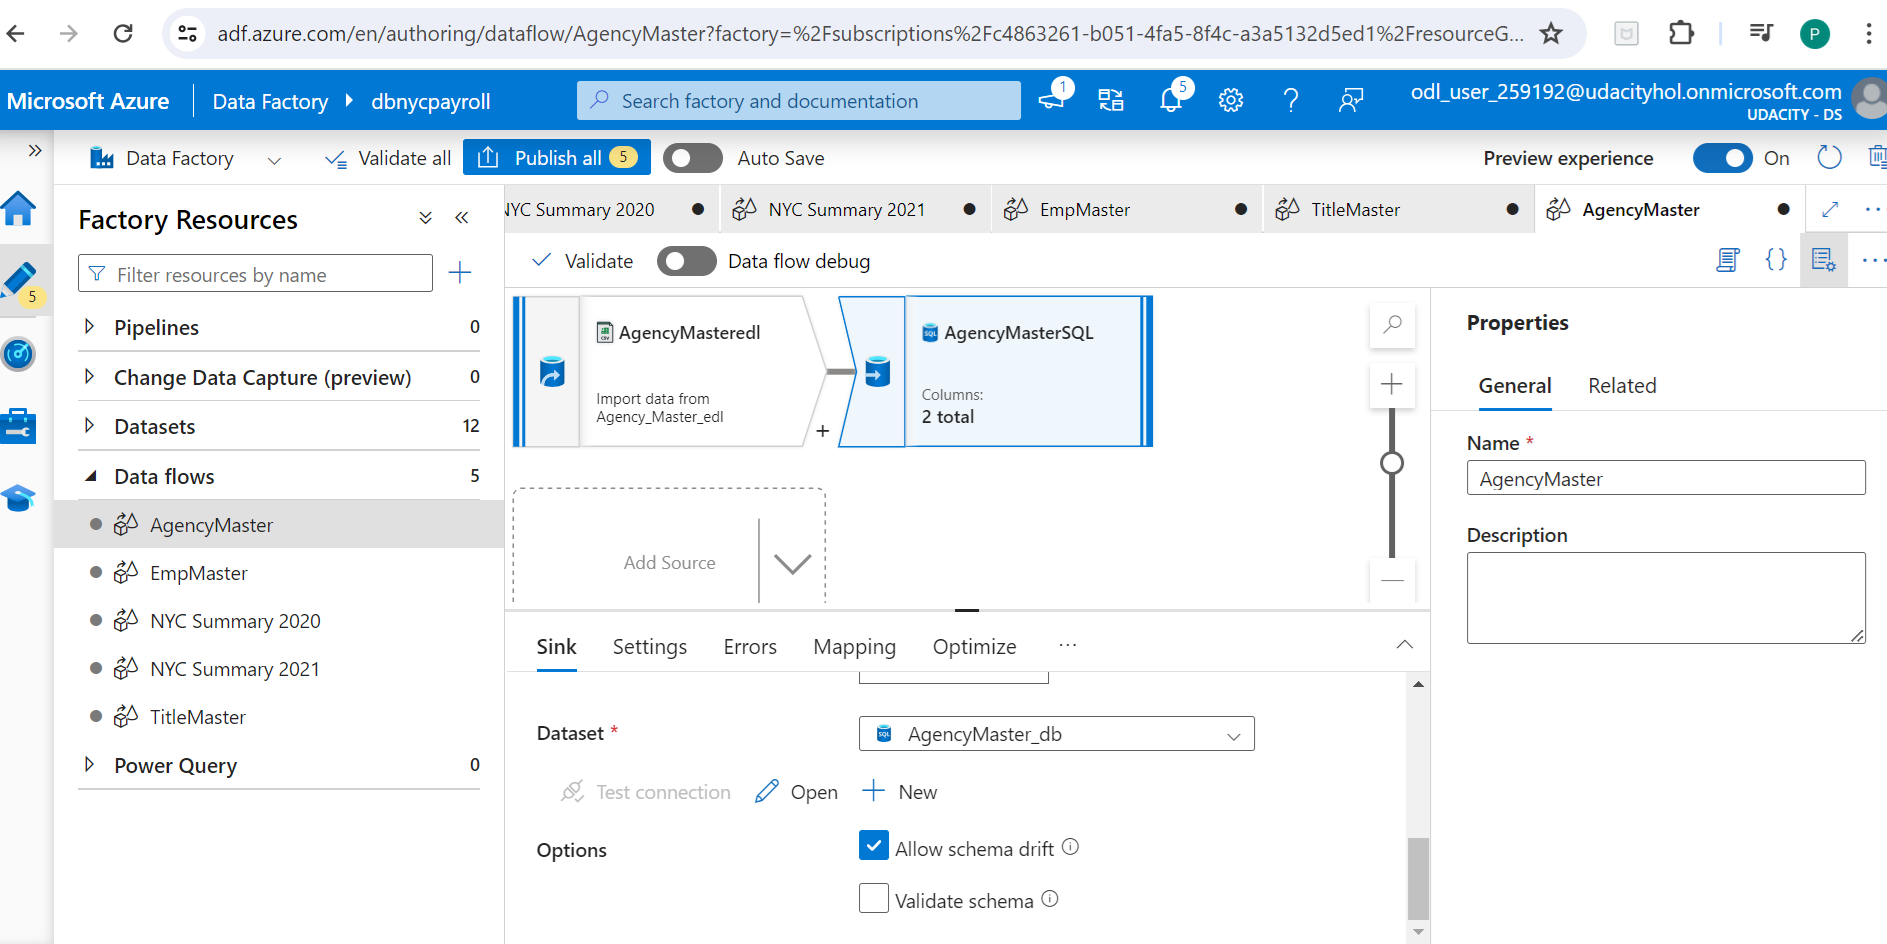 adf.azure.com/en/authoring/dataflow/AgencyMaster?factory=%2Fsubscriptions%2Fc4863261-b051-4fa5-8f4c-a3a5132d5ed1%2FresourceG...
P
Microsoft Azure
Data Factory
dbnycpayroll
Search factory and documentation
1
5
odl_user_259192@udacityhol.onmicrosoft.com
UDACITY - DS
Data Factory
Validate all
Publish all
5
Auto Save
Preview experience
On
5
Factory Resources
Filter resources by name
Pipelines
0
Change Data Capture (preview)
0
Datasets
12
Data flows
5
AgencyMaster
EmpMaster
NYC Summary 2020
NYC Summary 2021
TitleMaster
Power Query
0
NYC Summary 2020
NYC Summary 2021
EmpMaster
TitleMaster
AgencyMaster
Validate
Data flow debug
{}
AgencyMasteredl
Import data from
Agency_Master_edl
+
AgencyMasterSQL
Columns:
2 total
Add Source
Sink
Settings
Errors
Mapping
Optimize
...
Dataset *
AgencyMaster_db
Test connection
Open
New
Options
Allow schema drift
Validate schema
Properties
General
Related
Name *
AgencyMaster
Description